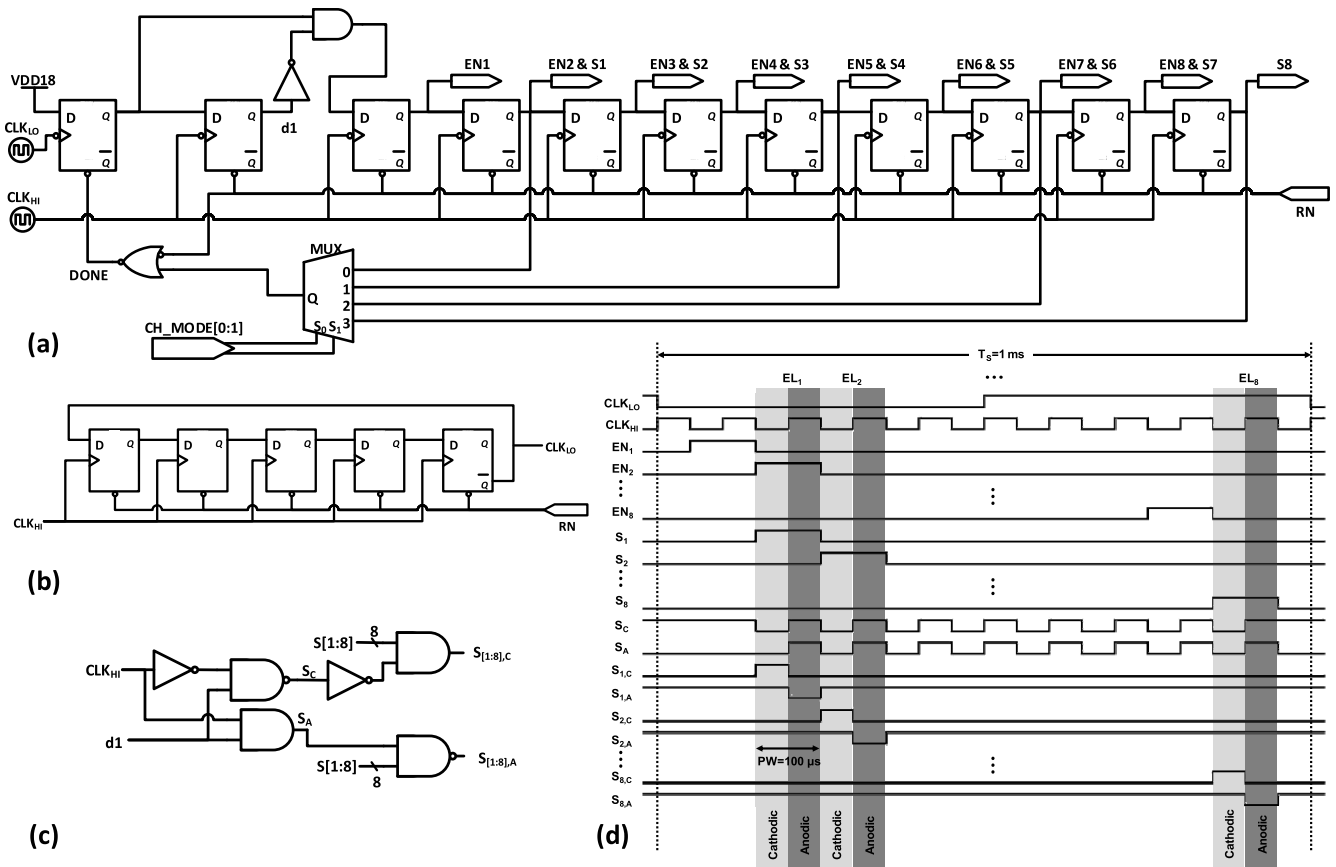 EN1
EN2 & S1
EN3 & S2
EN4 & S3
EN5 & S4
EN6 & S5
EN7 & S6
EN8 & S7
S8
VDD18
D Q
Q
D Q
Q
D Q
Q
D Q
Q
D Q
Q
D Q
Q
D Q
Q
D Q
Q
D Q
Q
D Q
Q
D Q
Q
d1
CLKLO
CLKHI
RN
DONE
MUX
Q
0
1
2
3
S0 S1
CH_MODE[0:1]
(a)
D Q
D Q
D Q
D Q
D Q
Q
CLKLO
CLKHI
RN
(b)
CLKHI
d1
SC
SA
S[1:8]
8
S[1:8],C
S[1:8]
8
S[1:8],A
(c)
TS=1 ms
EL1
EL2
...
EL8
CLKLO
CLKHI
EN1
EN2
EN8
S1
S2
S8
SC
SA
S1,C
S1,A
S2,C
S2,A
PW=100 μs
S8,C
S8,A
Cathodic
Anodic
Cathodic
Anodic
Cathodic
Anodic
(d)